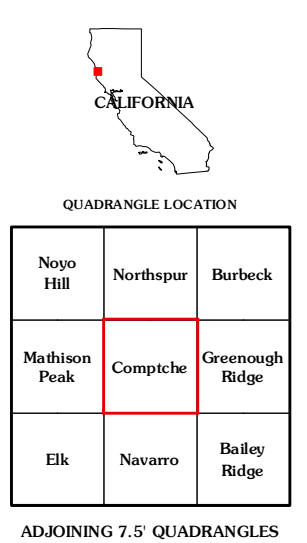 CALIFORNIA
QUADRANGLE LOCATION
Noyo
Hill
Northspur
Burbeck
Mathison
Peak
Comptche
Greenough
Ridge
Elk
Navarro
Bailey
Ridge
ADJOINING 7.5' QUADRANGLES